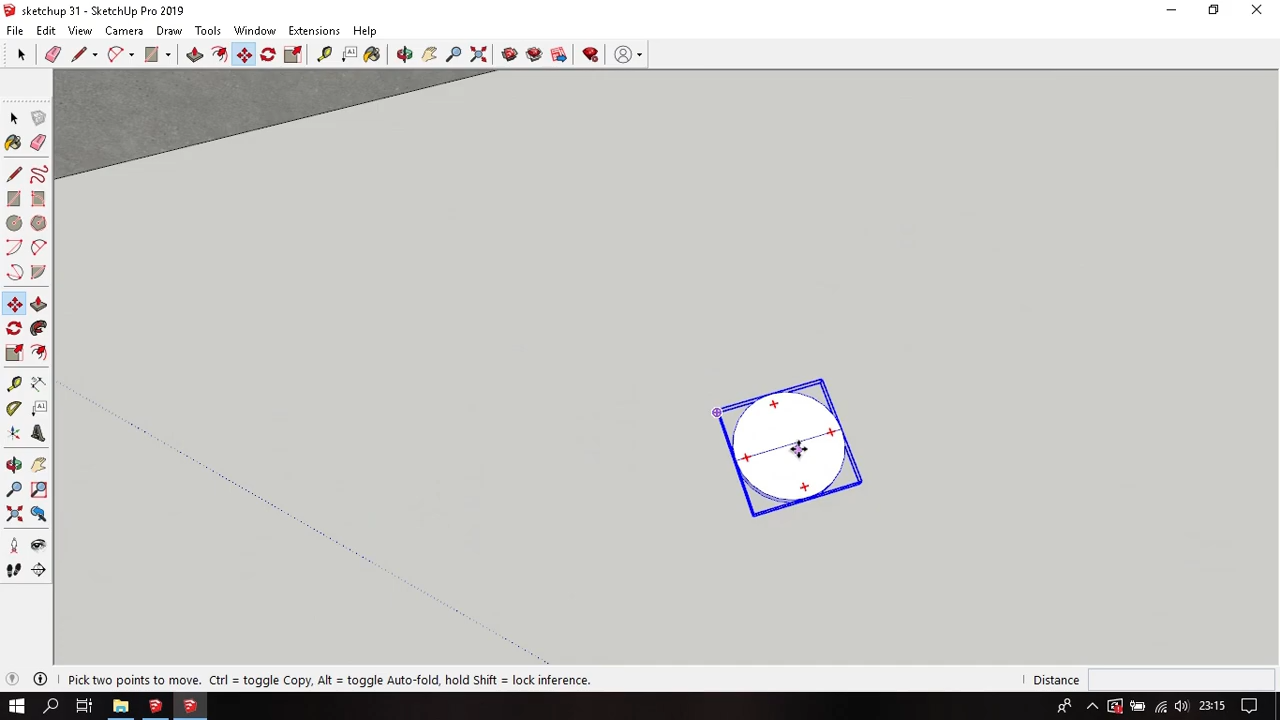 sketchup 31 - SketchUp Pro 2019
File Edit View Camera Draw Tools Window Extensions Help
Pick two points to move.  Ctrl = toggle Copy, Alt = toggle Auto-fold, hold Shift = lock inference.
Distance
23:15